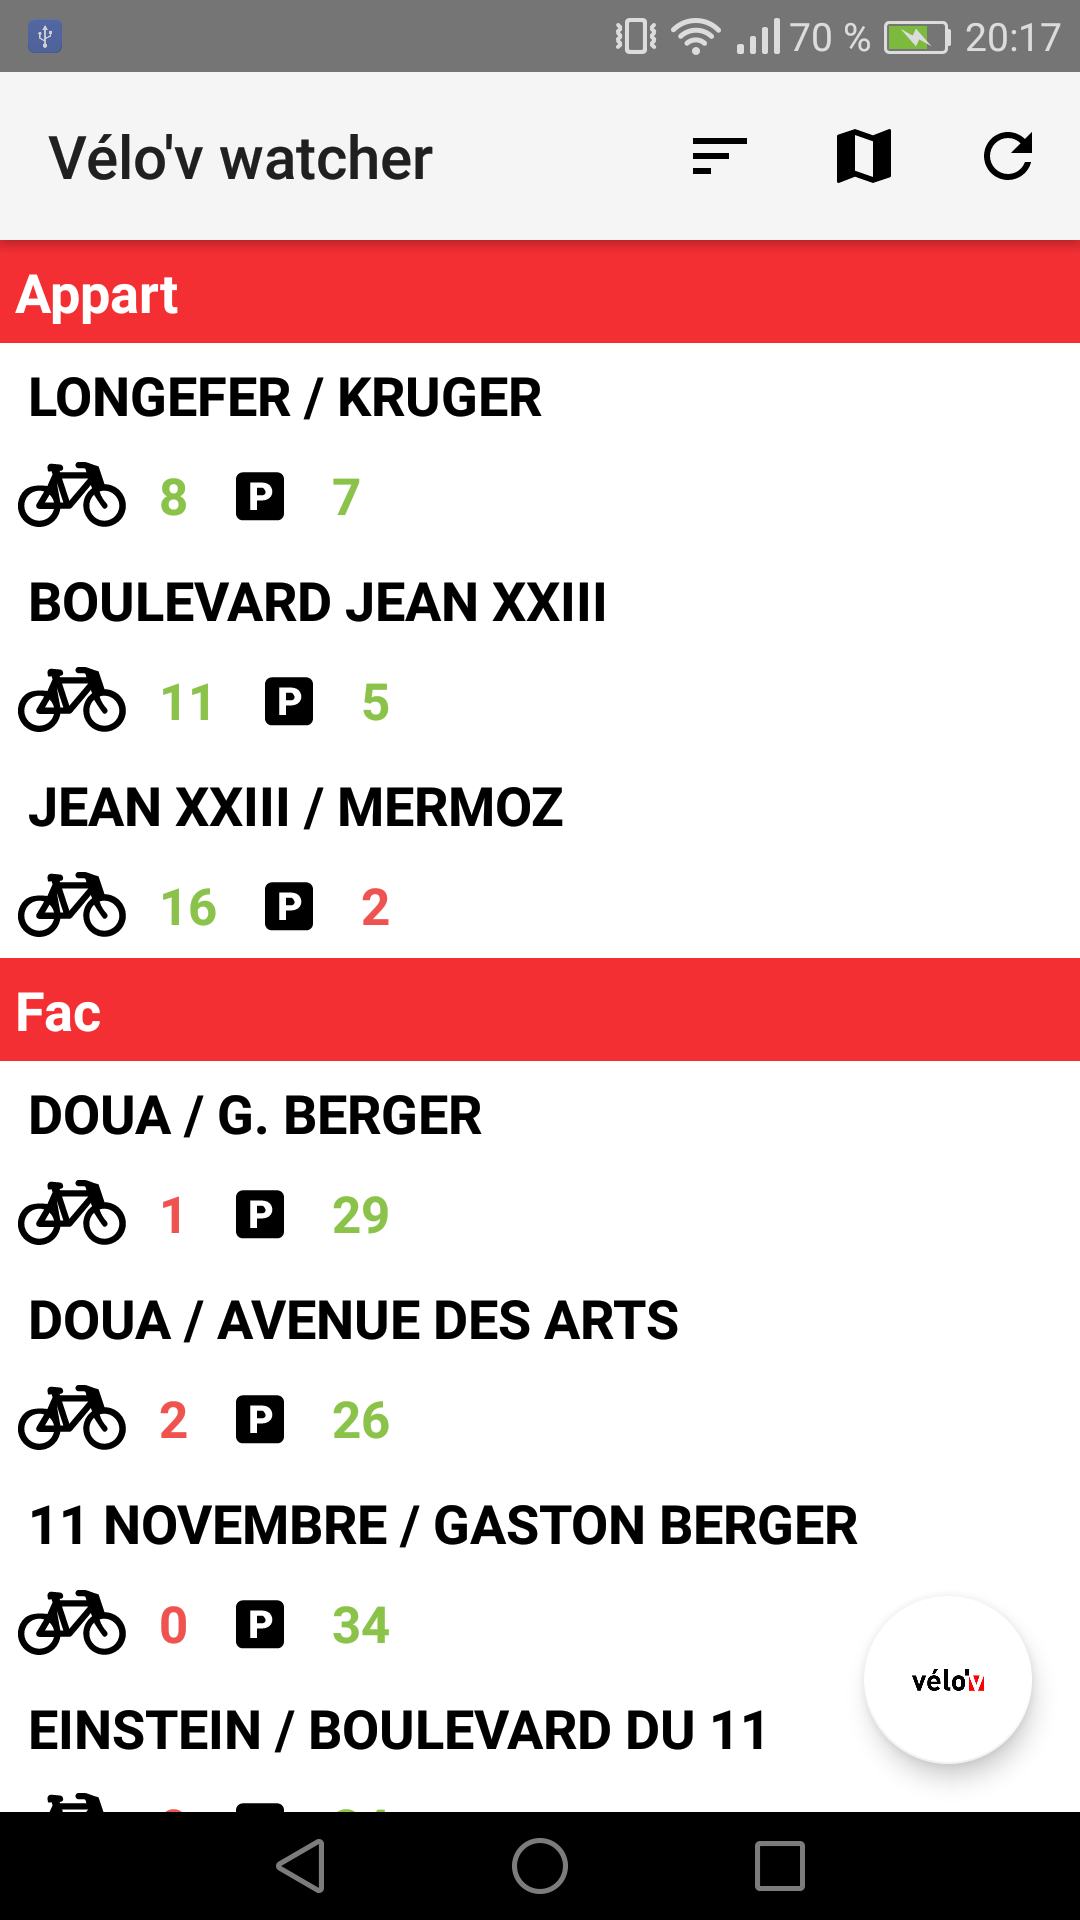 70 % 20:17
Vélo'v watcher
Appart
LONGEFER / KRUGER
8 P 7
BOULEVARD JEAN XXIII
11 P 5
JEAN XXIII / MERMOZ
16 P 2
Fac
DOUA / G. BERGER
1 P 29
DOUA / AVENUE DES ARTS
2 P 26
11 NOVEMBRE / GASTON BERGER
0 P 34
vélo'v
EINSTEIN / BOULEVARD DU 11